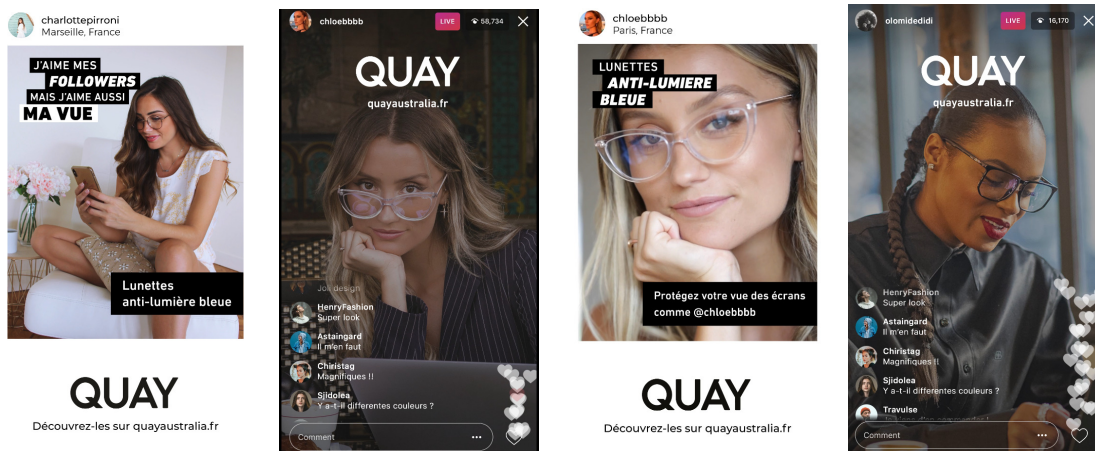 charlottepirroni
Marseille, France
J'AIME MES
FOLLOWERS
MAIS J'AIME AUSSI
MA VUE
Lunettes
anti-lumière bleue
QUAY
Découvrez-les sur quayaustralia.fr
chloebbbb
LIVE
58,734
QUAY
quayaustralia.fr
Joli design
HenryFashion
Super look
Astaingard
Il m'en faut
Chiristag
Magnifiques !!
Sjidolea
Y a-t-il differentes couleurs ?
Comment
chloebbbb
Paris, France
LUNETTES
ANTI-LUMIERE
BLEUE
Protégez votre vue des écrans
comme @chloebbbb
QUAY
Découvrez-les sur quayaustralia.fr
olomidedidi
LIVE
16,170
QUAY
quayaustralia.fr
HenryFashion
Super look
Astaingard
Il m'en faut
Chiristag
Magnifiques !!
Sjidolea
Y a-t-il differentes couleurs ?
Travulse
Comment